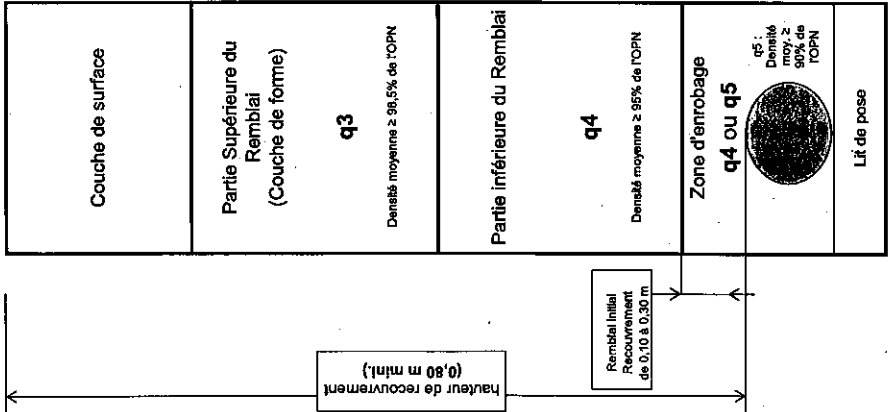 Couche de surface
Partie Supérieure du
Remblai
(Couche de forme)
q3
Densité moyenne ≥ 98,5% de l'OPN
Partie inférieure du Remblai
q4
Densité moyenne ≥ 95% de l'OPN
Zone d'enrobage
q4 ou q5
q5 :
Densité
moy. ≥
90% de
l'OPN
Lit de pose
hauteur de recouvrement
(0,80 m mini.)
Remblai Initial
Recouvrement
de 0,10 à 0,30 m